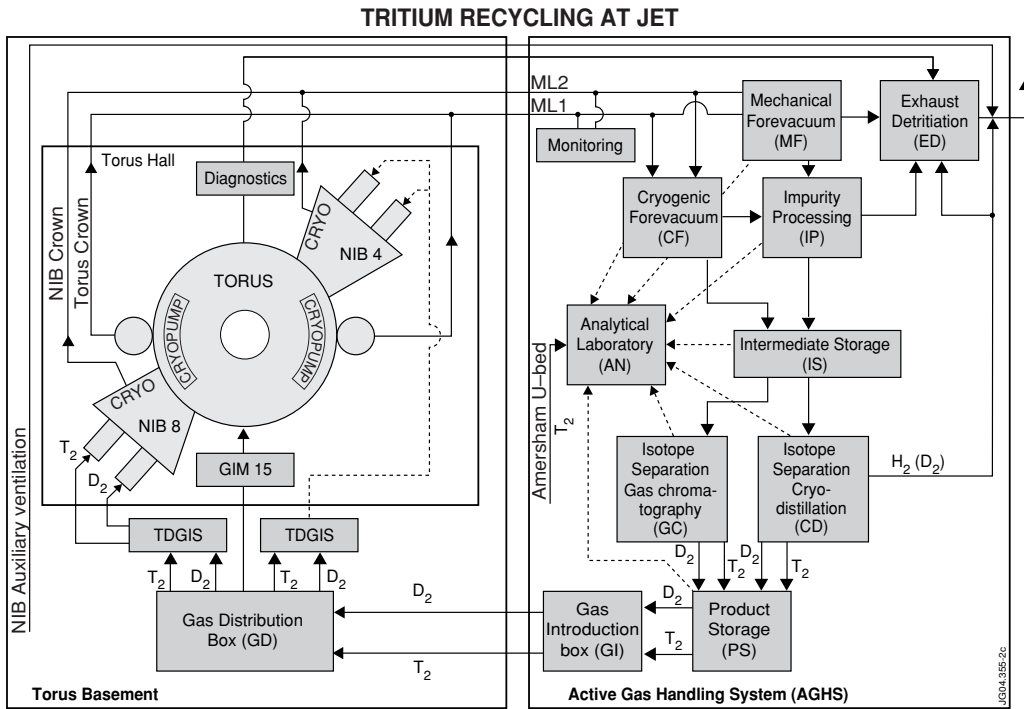 TRITIUM RECYCLING AT JET
ML2
ML1
Mechanical
Forevacuum
(MF)
Exhaust
Detritiation
(ED)
Monitoring
Torus Hall
Diagnostics
NIB Crown
Torus Crown
CRYO
NIB 4
Cryogenic
Forevacuum
(CF)
Impurity
Processing
(IP)
TORUS
CRYOPUMP
CRYOPUMP
Analytical
Laboratory
(AN)
Intermediate Storage
(IS)
CRYO
NIB 8
T2
D2
GIM 15
NIB Auxiliary ventilation
Amersham U–bed
T2
Isotope
Separation
Gas chroma-
tography
(GC)
Isotope
Separation
Cryo-
distillation
(CD)
H2 (D2)
TDGIS
TDGIS
T2
D2
T2
D2
D2
T2
D2
T2
Gas Distribution
Box (GD)
D2
T2
Gas
Introduction
box (GI)
D2
T2
Product
Storage
(PS)
Torus Basement
Active Gas Handling System (AGHS)
JG04.355-2c